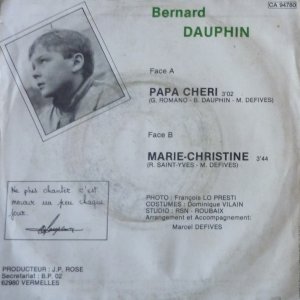 Bernard
DAUPHIN
CA 94780
Face A
PAPA CHERI 3'02
(G. ROMANO - B. DAUPHIN - M. DEFIVES)
Face B
MARIE-CHRISTINE 3'44
(R. SAINT-YVES - M. DEFIVES)
Ne plus chanter c'est
mourir un peu chaque
jour.
PHOTO : François LO PRESTI
COSTUMES : Dominique VILAIN
STUDIO : RSN - ROUBAIX
Arrangement et Accompagnement:
Marcel DEFIVES
PRODUCTEUR : J.P. ROSE
Secretariat : B.P. 02
62980 VERMELLES